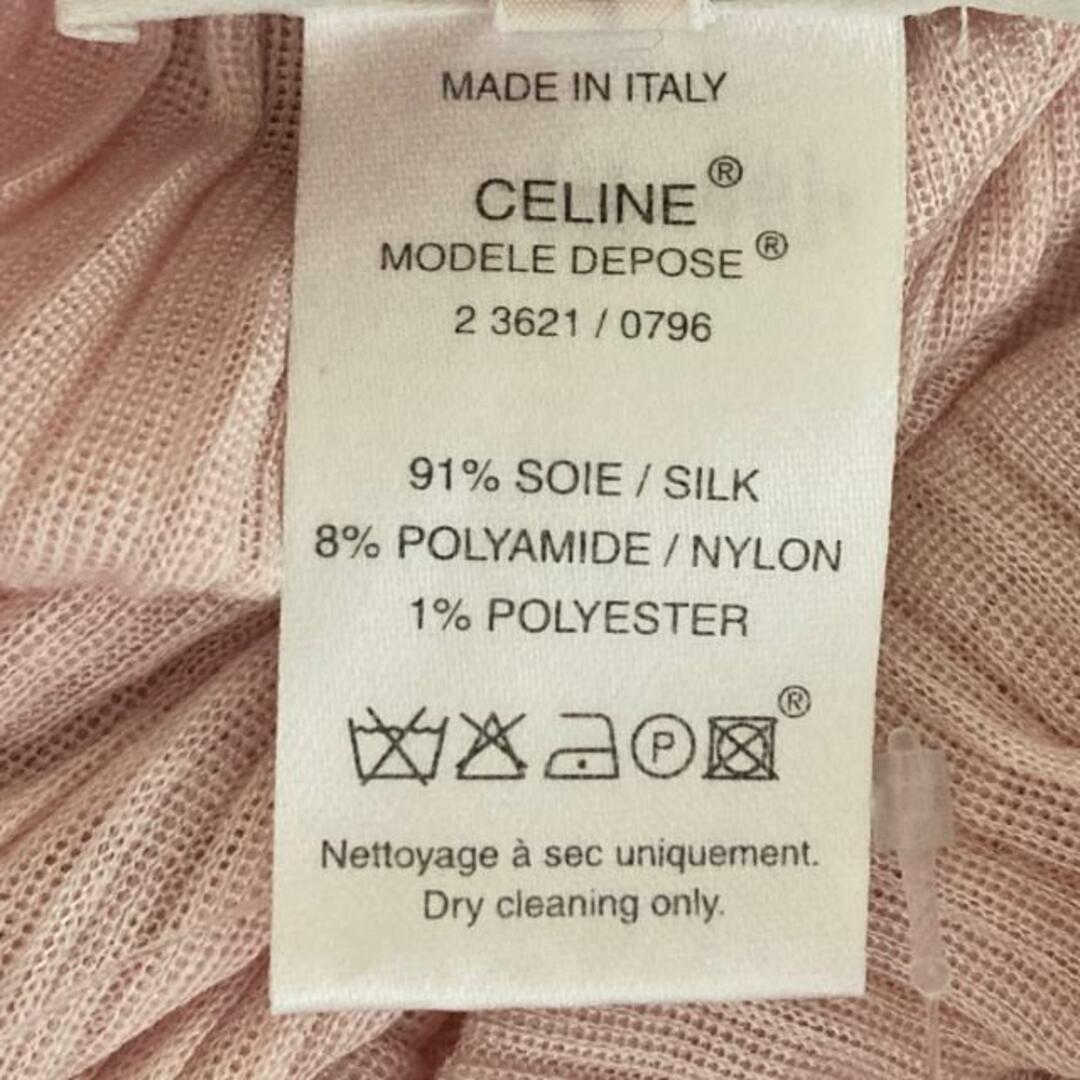 MADE IN ITALY
CELINE®
MODELE DEPOSE®
2 3621 / 0796
91% SOIE / SILK
8% POLYAMIDE / NYLON
1% POLYESTER
P ®
Nettoyage à sec uniquement.
Dry cleaning only.